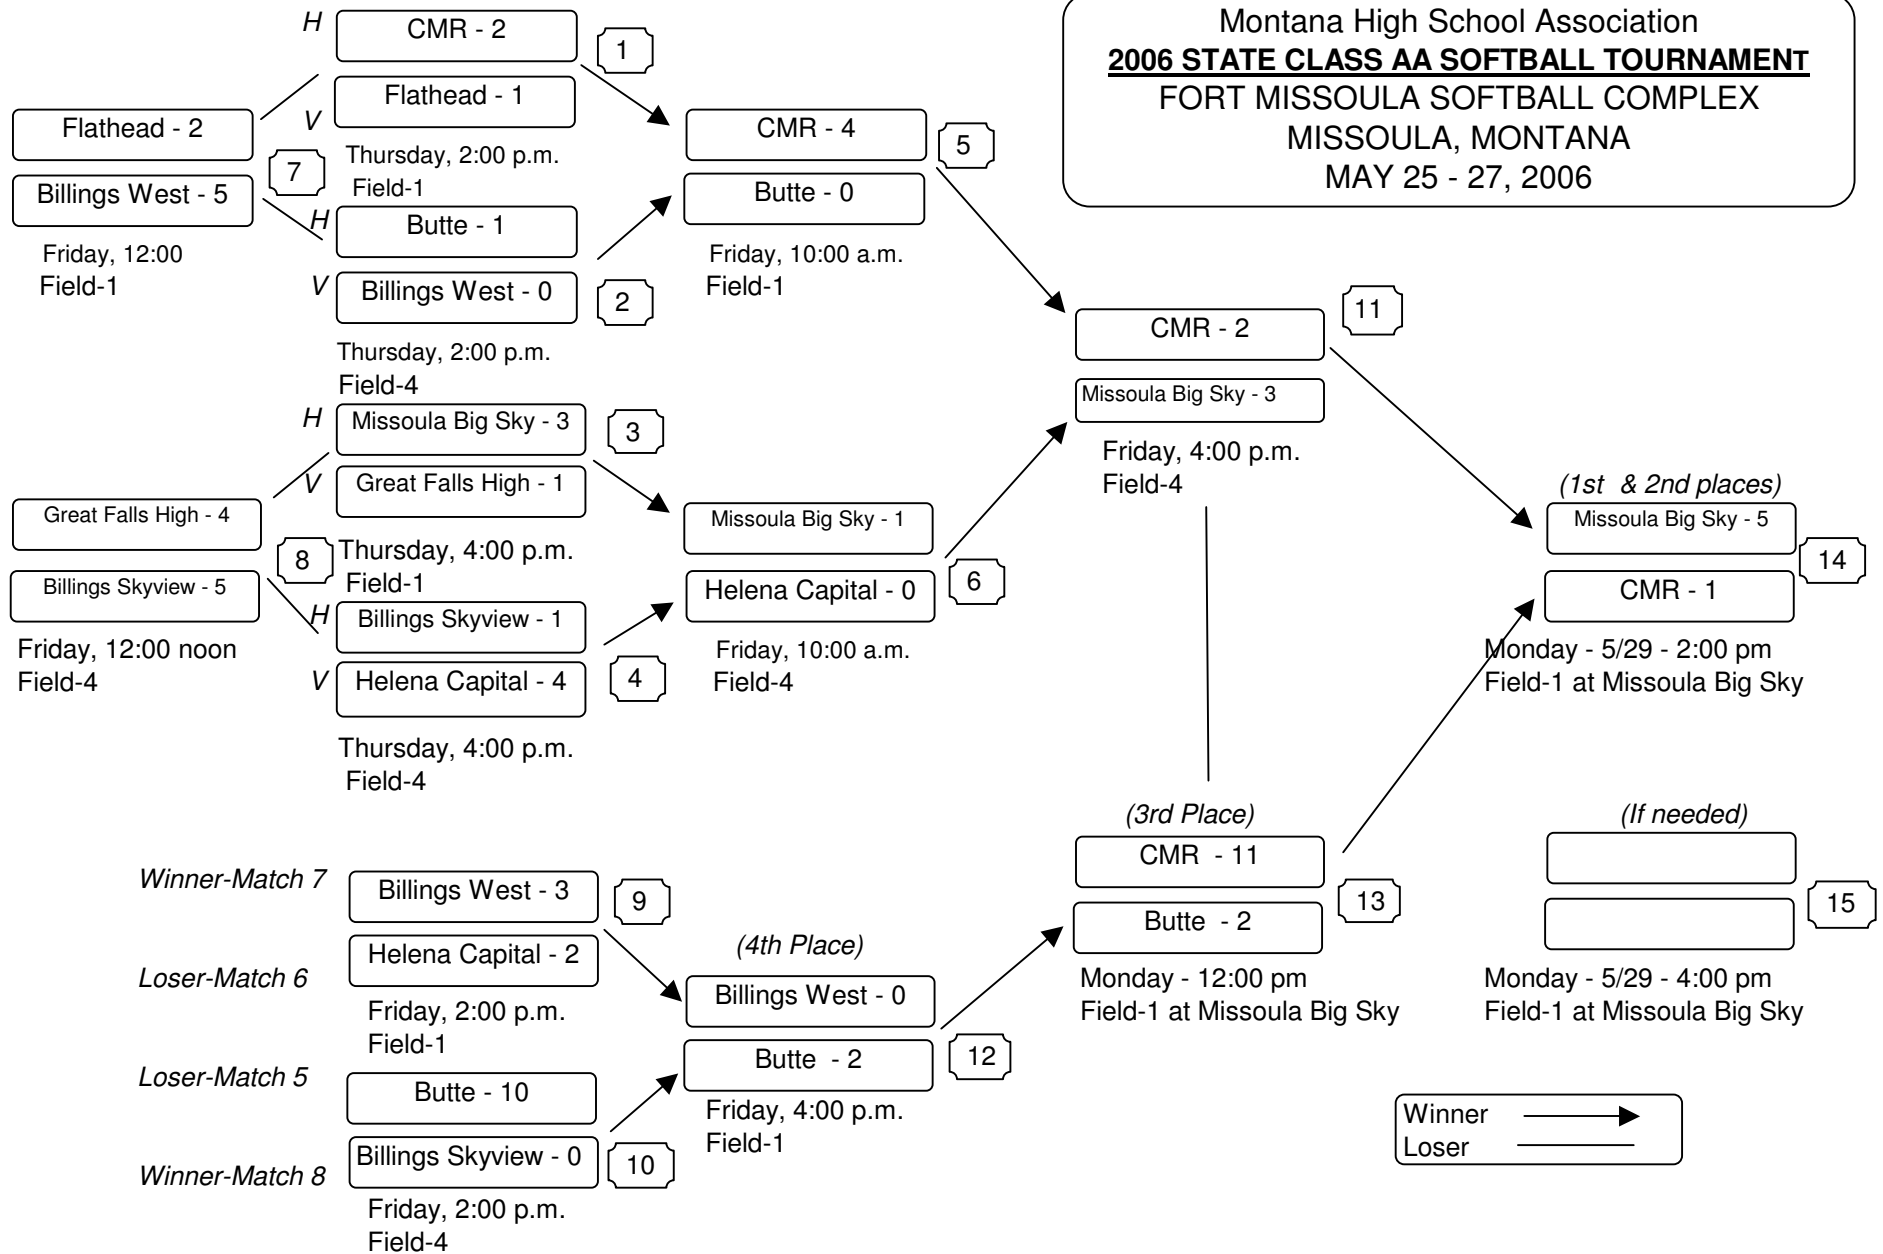 Montana High School Association
2006 STATE CLASS AA SOFTBALL TOURNAMENT
FORT MISSOULA SOFTBALL COMPLEX
MISSOULA, MONTANA
MAY 25 - 27, 2006
Flathead - 2
Billings West - 5
7
Friday, 12:00
Field-1
H
CMR - 2
1
V
Flathead - 1
Thursday, 2:00 p.m.
Field-1
H
Butte - 1
V
Billings West - 0
2
Thursday, 2:00 p.m.
Field-4
Great Falls High - 4
Billings Skyview - 5
8
Friday, 12:00 noon
Field-4
H
Missoula Big Sky - 3
3
V
Great Falls High - 1
Thursday, 4:00 p.m.
Field-1
H
Billings Skyview - 1
V
Helena Capital - 4
4
Thursday, 4:00 p.m.
Field-4
CMR - 4
5
Butte - 0
Friday, 10:00 a.m.
Field-1
Missoula Big Sky - 1
Helena Capital - 0
6
Friday, 10:00 a.m.
Field-4
CMR - 2
11
Missoula Big Sky - 3
Friday, 4:00 p.m.
Field-4
(1st & 2nd places)
Missoula Big Sky - 5
14
CMR - 1
Monday - 5/29 - 2:00 pm
Field-1 at Missoula Big Sky
Winner-Match 7
Billings West - 3
9
Loser-Match 6
Helena Capital - 2
Friday, 2:00 p.m.
Field-1
Loser-Match 5
Butte - 10
Winner-Match 8
Billings Skyview - 0
10
Friday, 2:00 p.m.
Field-4
(4th Place)
Billings West - 0
Butte - 2
12
Friday, 4:00 p.m.
Field-1
(3rd Place)
CMR - 11
13
Butte - 2
Monday - 12:00 pm
Field-1 at Missoula Big Sky
(If needed)
15
Monday - 5/29 - 4:00 pm
Field-1 at Missoula Big Sky
Winner
Loser